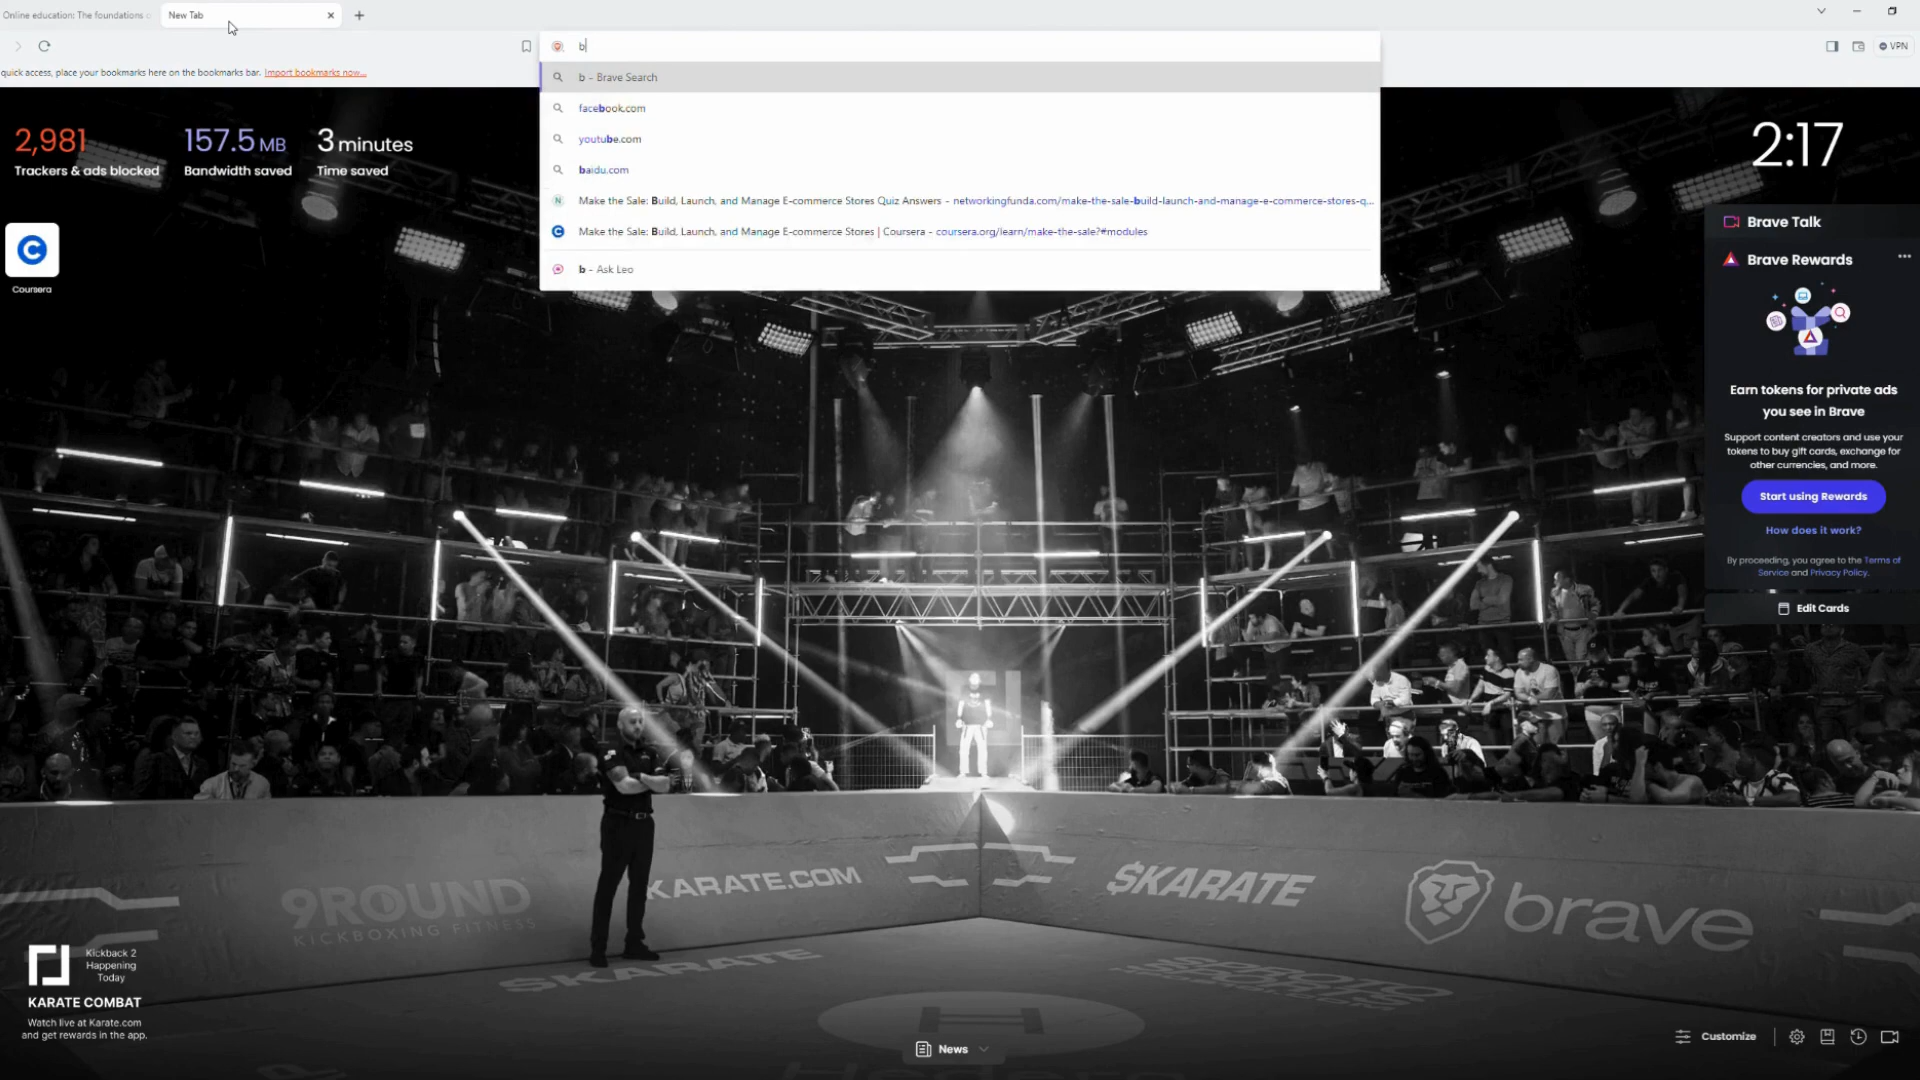 Online education: The foundations
New Tab
b
VPN
quick access, place your bookmarks here on the bookmarks bar. Import bookmarks now...
b - Brave Search
facebook.com
youtube.com
baidu.com
Make the Sale: Build, Launch, and Manage E-commerce Stores Quiz Answers - networkingfunda.com/make-the-sale-build-launch-and-manage-e-commerce-stores-q...
Make the Sale: Build, Launch, and Manage E-commerce Stores | Coursera - coursera.org/learn/make-the-sale?#modules
b - Ask Leo
2,981
Trackers & ads blocked
157.5 MB
Bandwidth saved
3 minutes
Time saved
2:17
Coursera
Brave Talk
Brave Rewards
Earn tokens for private ads
you see in Brave
Support content creators and use your
tokens to buy gift cards, exchange for
other currencies, and more.
Start using Rewards
How does it work?
By proceeding, you agree to the Terms of
Service and Privacy Policy.
Edit Cards
9ROUND
KICKBOXING FITNESS
KARATE.COM
$KARATE
brave
$KARATE
Kickback 2
Happening
Today
KARATE COMBAT
Watch live at Karate.com
and get rewards in the app.
News
Customize